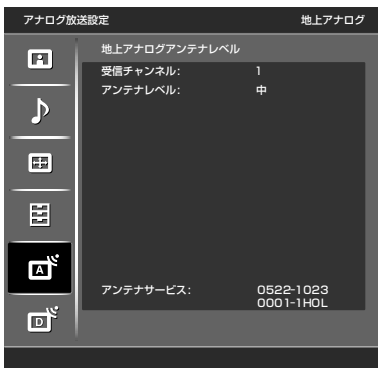 アナログ放送設定 地上アナログ
地上アナログアンテナレベル
受信チャンネル: 1
アンテナレベル: 中
A
アンテナサービス: 0522-1023
0001-1HOL
D